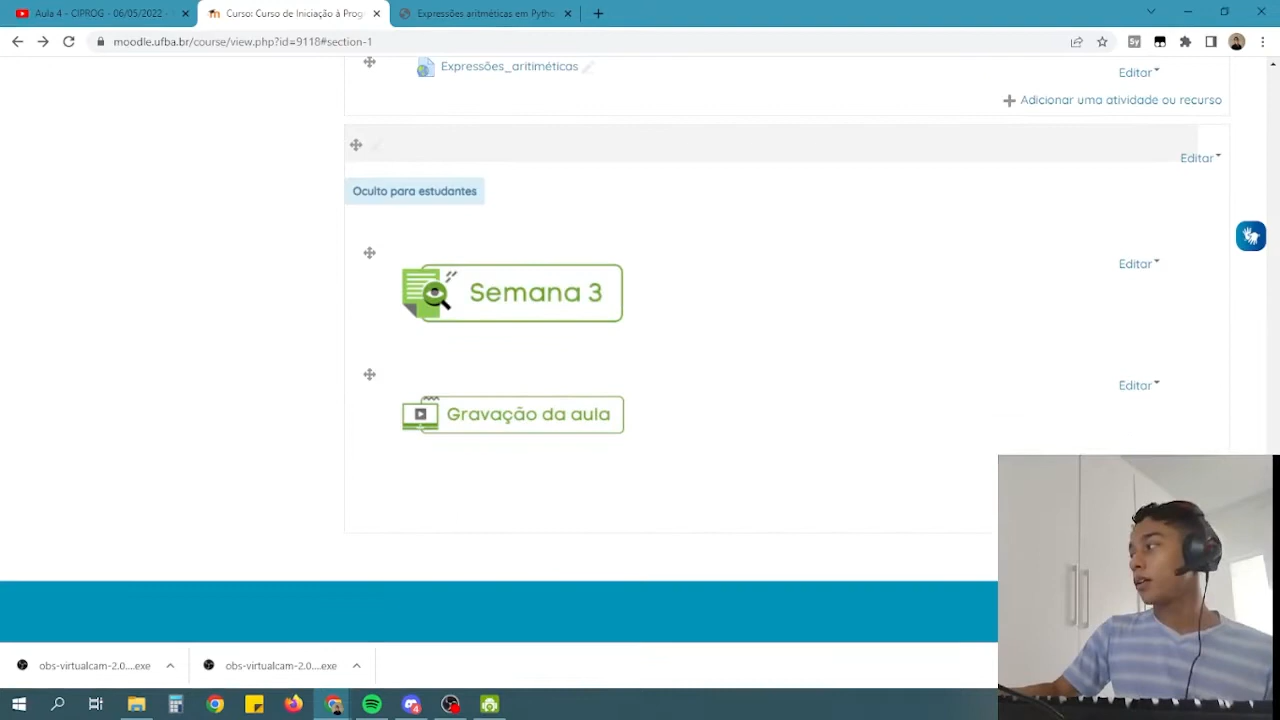 Aula 4 - CIPROG - 06/05/2022 -
Curso: Curso de Iniciação à Prog
Expressões aritméticas em Pytho
moodle.ufba.br/course/view.php?id=9118#section-1
Expressões_aritiméticas
Editar
Adicionar uma atividade ou recurso
Editar
Oculto para estudantes
Editar
Semana 3
Editar
Gravação da aula
obs-virtualcam-2.0....exe
obs-virtualcam-2.0....exe